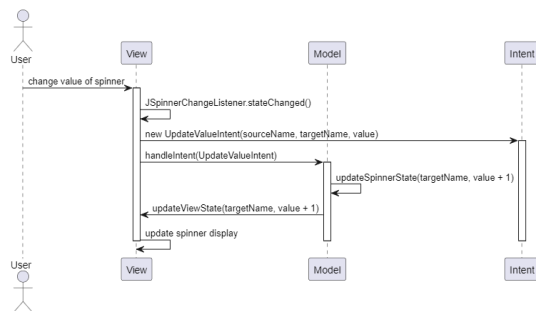 User
View
Model
Intent
change value of spinner
JSpinnerChangeListener.stateChanged()
new UpdateValueIntent(sourceName, targetName, value)
handleIntent(UpdateValueIntent)
updateSpinnerState(targetName, value + 1)
updateViewState(targetName, value + 1)
update spinner display
User
View
Model
Intent